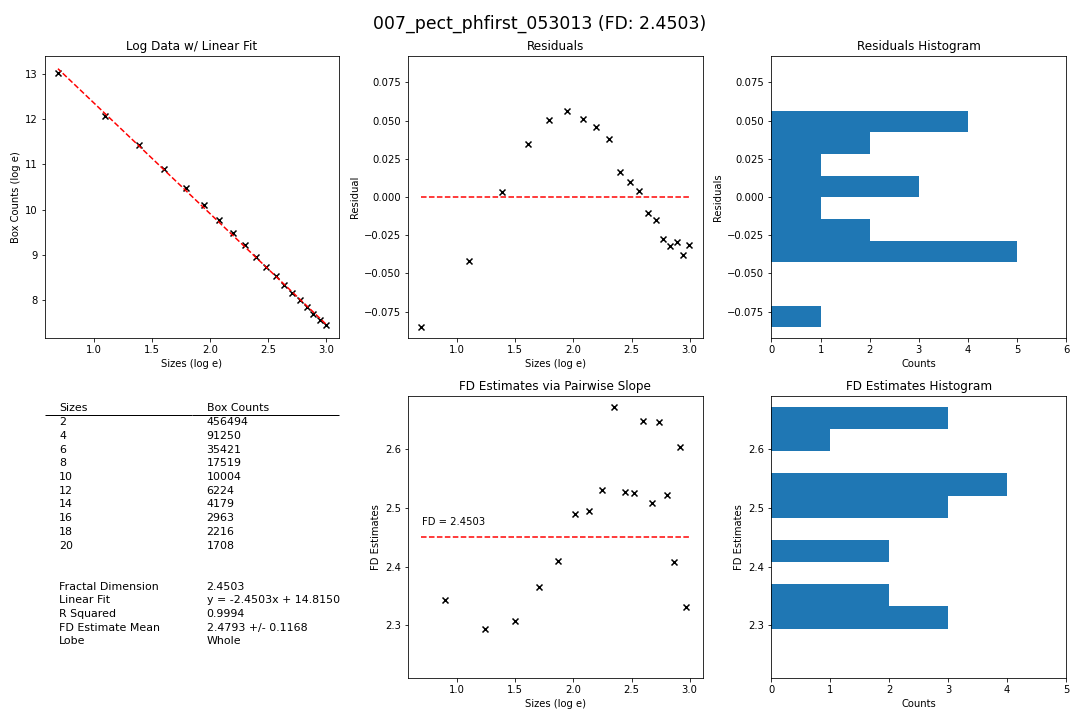 007_pect_phfirst_053013 (FD: 2.4503)
Log Data w/ Linear Fit
13
12
11
10
9
8
Box Counts (log e)
1.0 1.5 2.0 2.5 3.0
Sizes (log e)
Residuals
0.075
0.050
0.025
0.000
−0.025
−0.050
−0.075
Residual
1.0 1.5 2.0 2.5 3.0
Sizes (log e)
Residuals Histogram
0.075
0.050
0.025
0.000
−0.025
−0.050
−0.075
Residuals
0 1 2 3 4 5 6
Counts
Sizes Box Counts
2 456494
4 91250
6 35421
8 17519
10 10004
12 6224
14 4179
16 2963
18 2216
20 1708
Fractal Dimension 2.4503
Linear Fit y = -2.4503x + 14.8150
R Squared 0.9994
FD Estimate Mean 2.4793 +/- 0.1168
Lobe Whole
FD Estimates via Pairwise Slope
2.6
2.5
2.4
2.3
FD Estimates
FD = 2.4503
1.0 1.5 2.0 2.5 3.0
Sizes (log e)
FD Estimates Histogram
2.6
2.5
2.4
2.3
FD Estimates
0 1 2 3 4 5
Counts